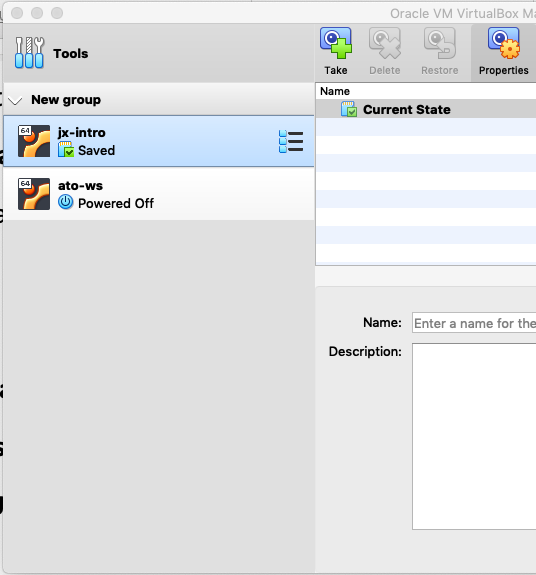 Oracle VM VirtualBox Ma
Tools
Take
Delete
Restore
Properties
New group
Name
Current State
64
jx-intro
Saved
64
ato-ws
Powered Off
Name:
Enter a name for the
Description: